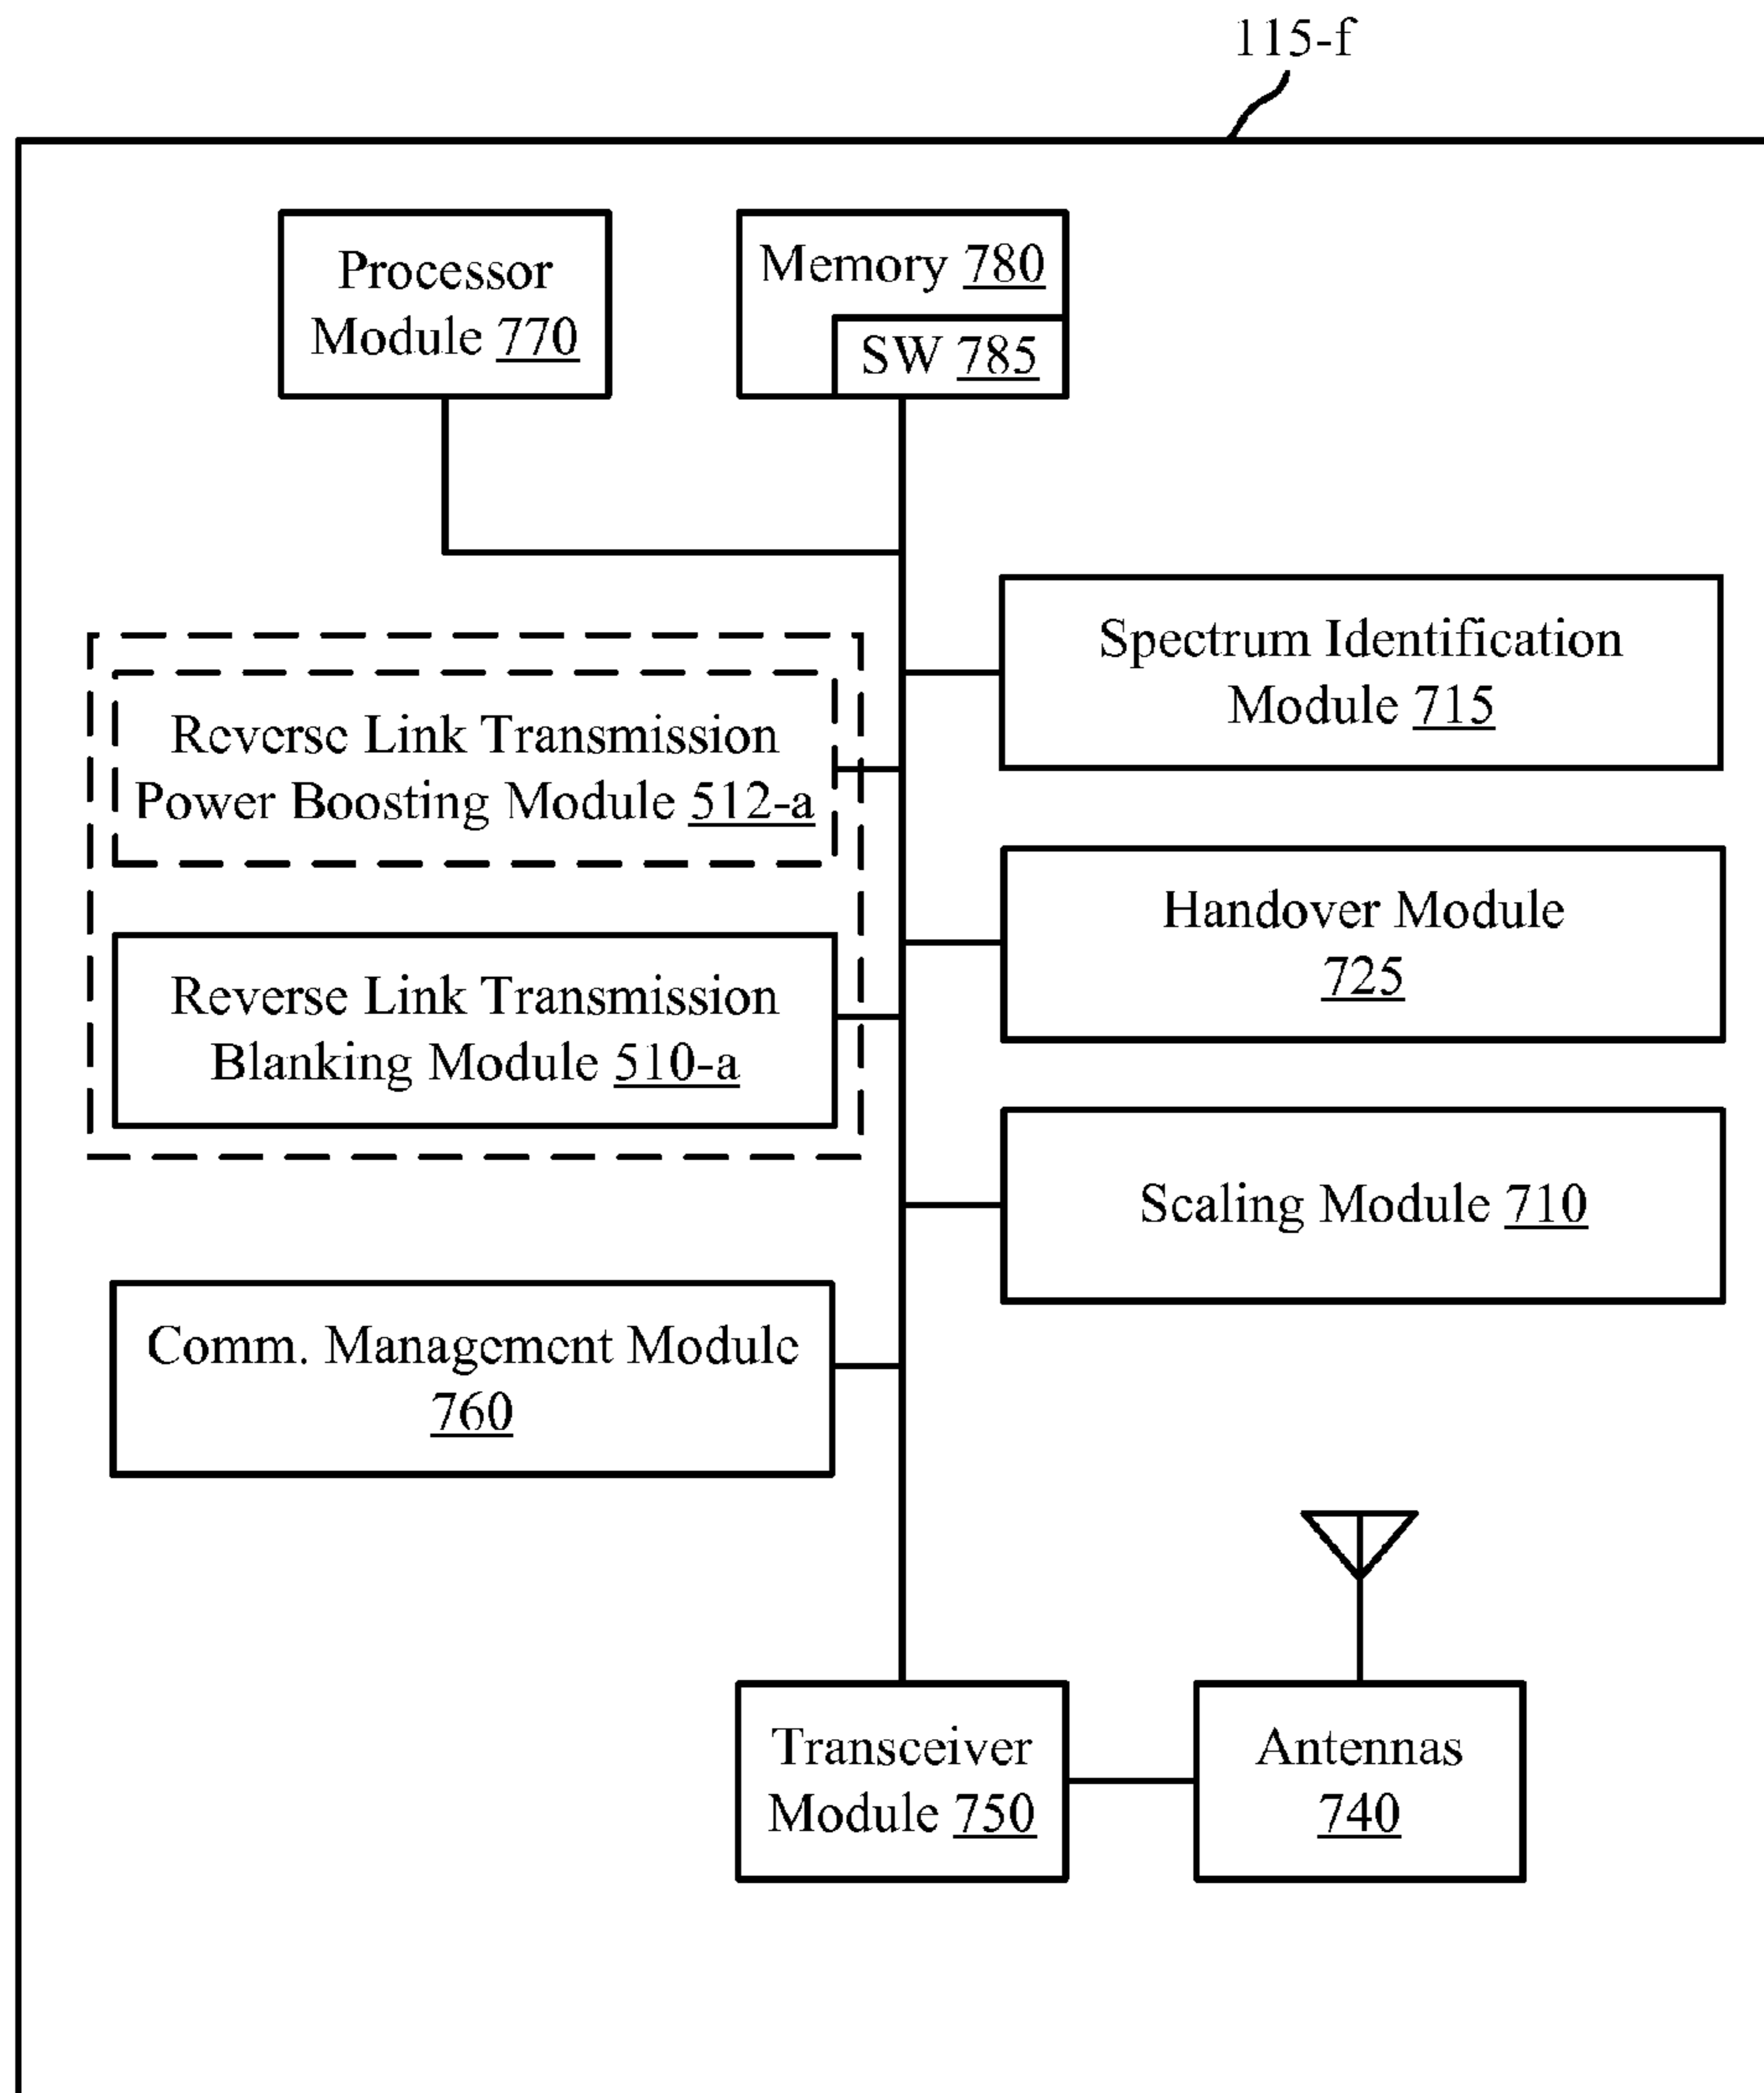 115-f
Processor
Module 770
Memory 780
SW 785
Spectrum Identification
Module 715
Reverse Link Transmission
Power Boosting Module 512-a
Handover Module
725
Reverse Link Transmission
Blanking Module 510-a
Scaling Module 710
Comm. Management Module
760
Transceiver
Module 750
Antennas
740